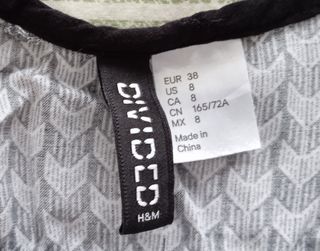 DIVIDED
H&M
EUR 38
US 8
CA 8
CN 165/72A
MX 8
Made in
China